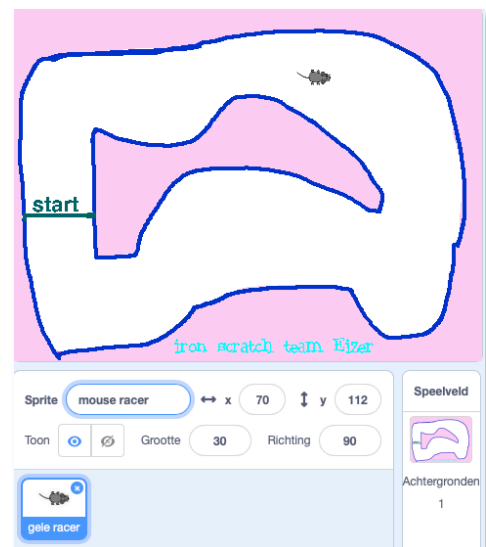 start
iron scratch team Eizer
Sprite mouse racer x 70 y 112
Toon Grootte 30 Richting 90
gele racer
Speelveld
Achtergronden
1